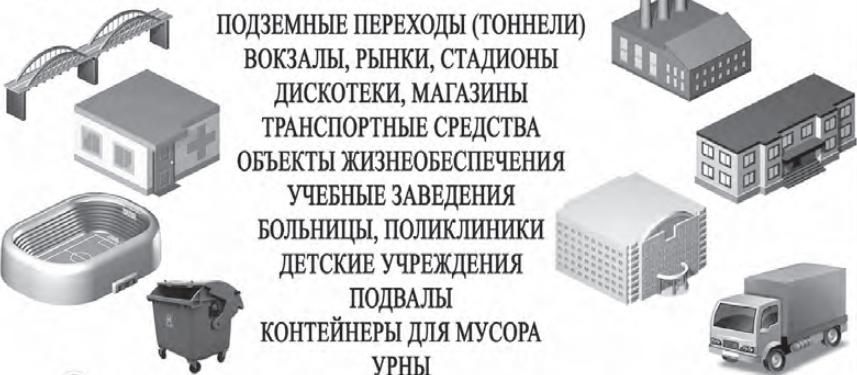 ПОДЗЕМНЫЕ ПЕРЕХОДЫ (ТОННЕЛИ)
ВОКЗАЛЫ, РЫНКИ, СТАДИОНЫ
ДИСКОТЕКИ, МАГАЗИНЫ
ТРАНСПОРТНЫЕ СРЕДСТВА
ОБЪЕКТЫ ЖИЗНЕОБЕСПЕЧЕНИЯ
УЧЕБНЫЕ ЗАВЕДЕНИЯ
БОЛЬНИЦЫ, ПОЛИКЛИНИКИ
ДЕТСКИЕ УЧРЕЖДЕНИЯ
ПОДВАЛЫ
КОНТЕЙНЕРЫ ДЛЯ МУСОРА
УРНЫ